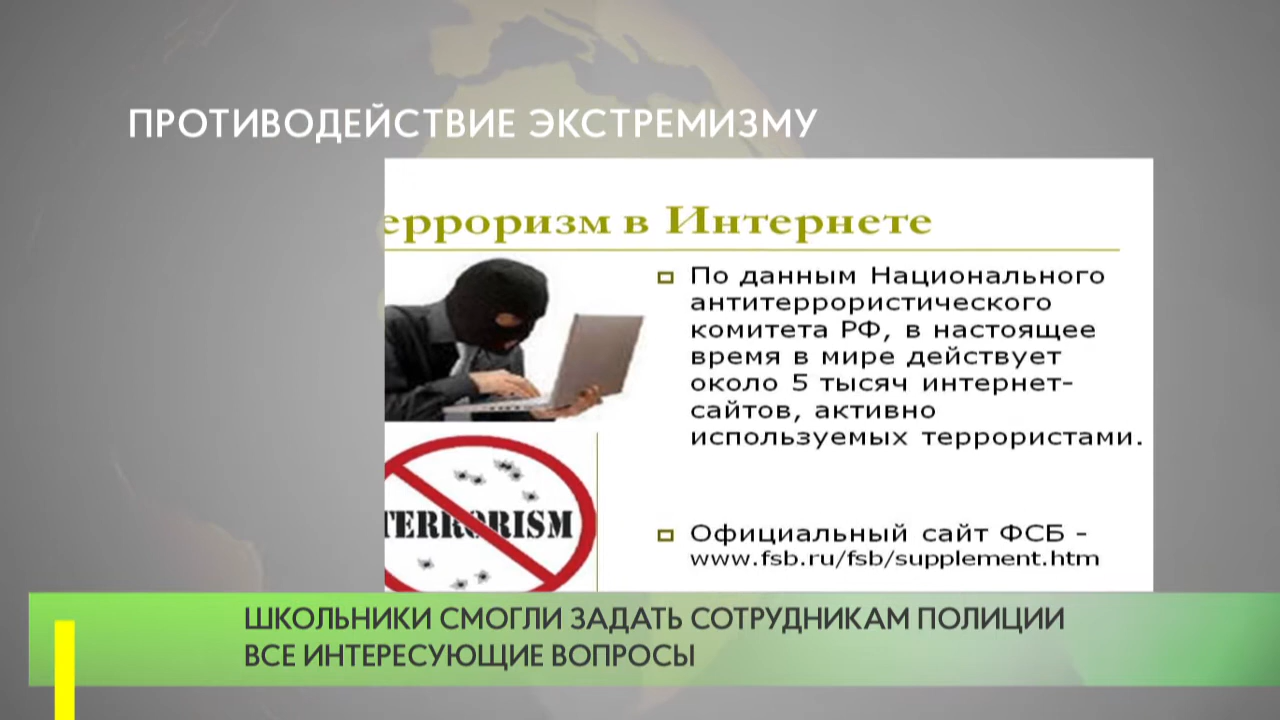 ПРОТИВОДЕЙСТВИЕ ЭКСТРЕМИЗМУ
ерроризм в Интернете
По данным Национального
антитеррористического
комитета РФ, в настоящее
время в мире действует
около 5 тысяч интернет-
сайтов, активно
используемых террористами.
TERRORISM
Официальный сайт ФСБ -
www.fsb.ru/fsb/supplement.htm
ШКОЛЬНИКИ СМОГЛИ ЗАДАТЬ СОТРУДНИКАМ ПОЛИЦИИ
ВСЕ ИНТЕРЕСУЮЩИЕ ВОПРОСЫ